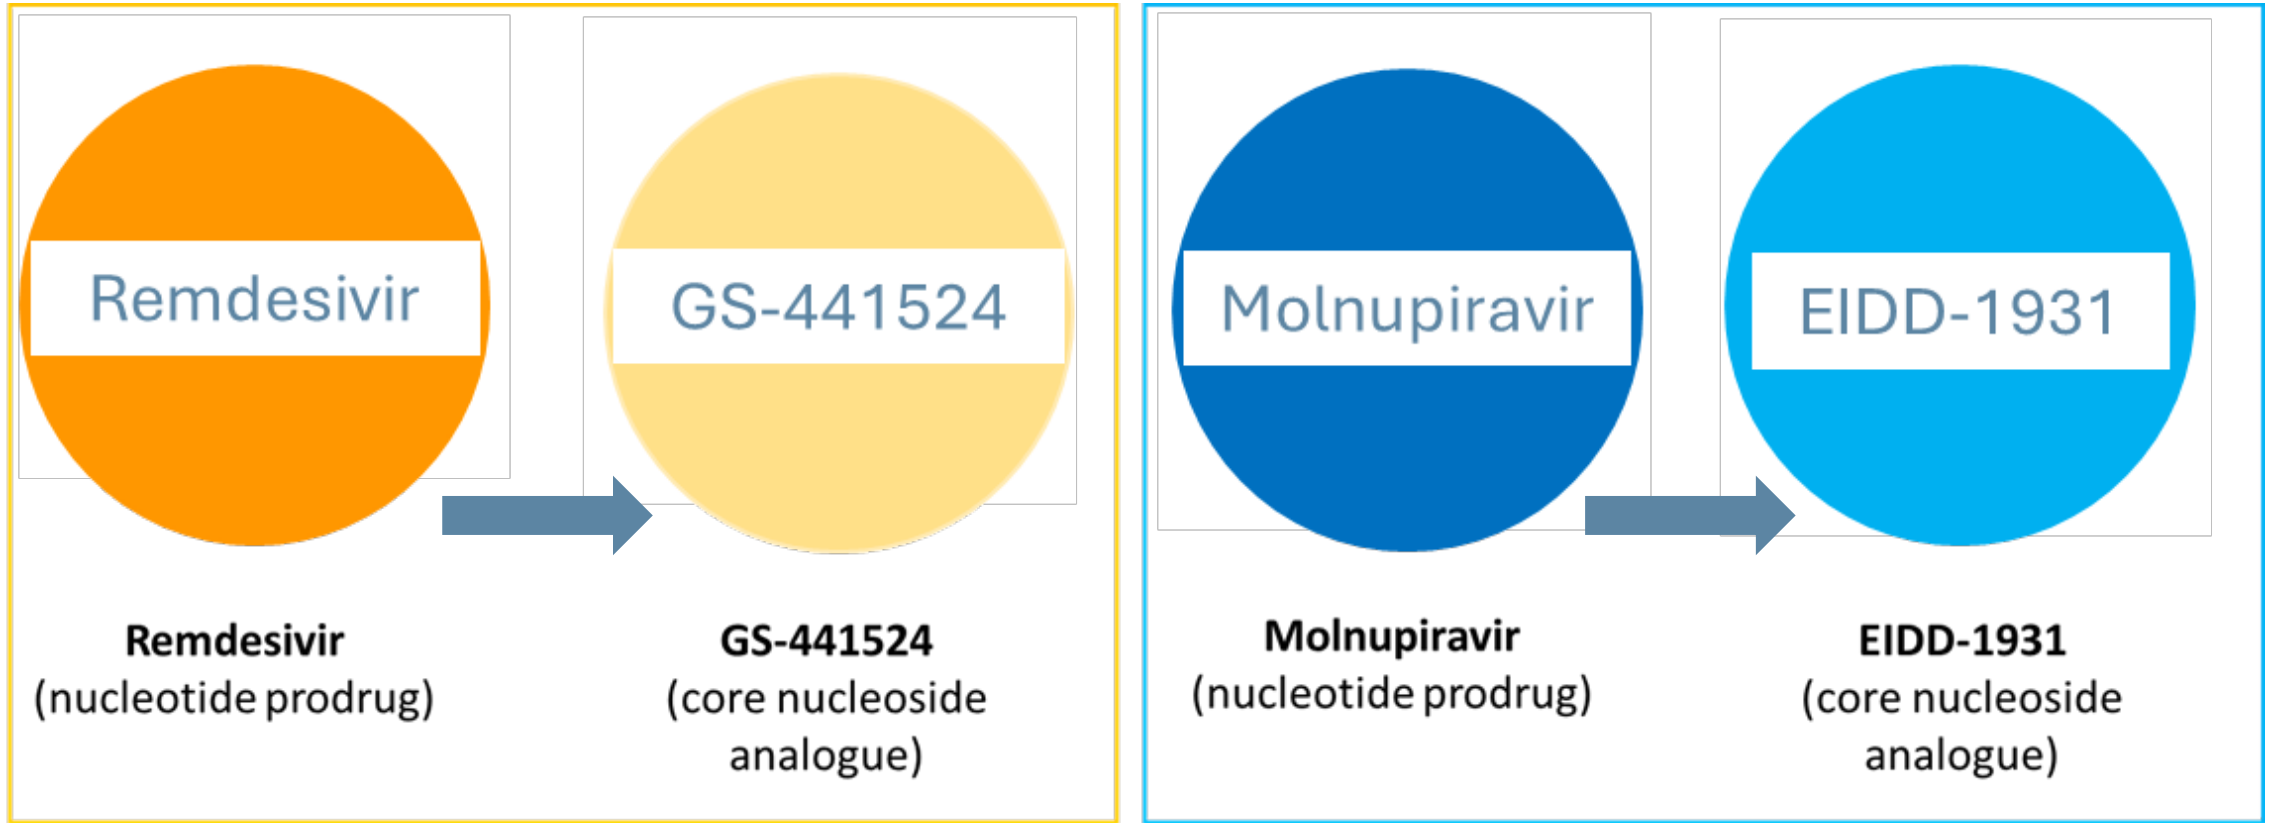 Remdesivir
GS-441524
Molnupiravir
EIDD-1931
Remdesivir
(nucleotide prodrug)
GS-441524
(core nucleoside
analogue)
Molnupiravir
(nucleotide prodrug)
EIDD-1931
(core nucleoside
analogue)